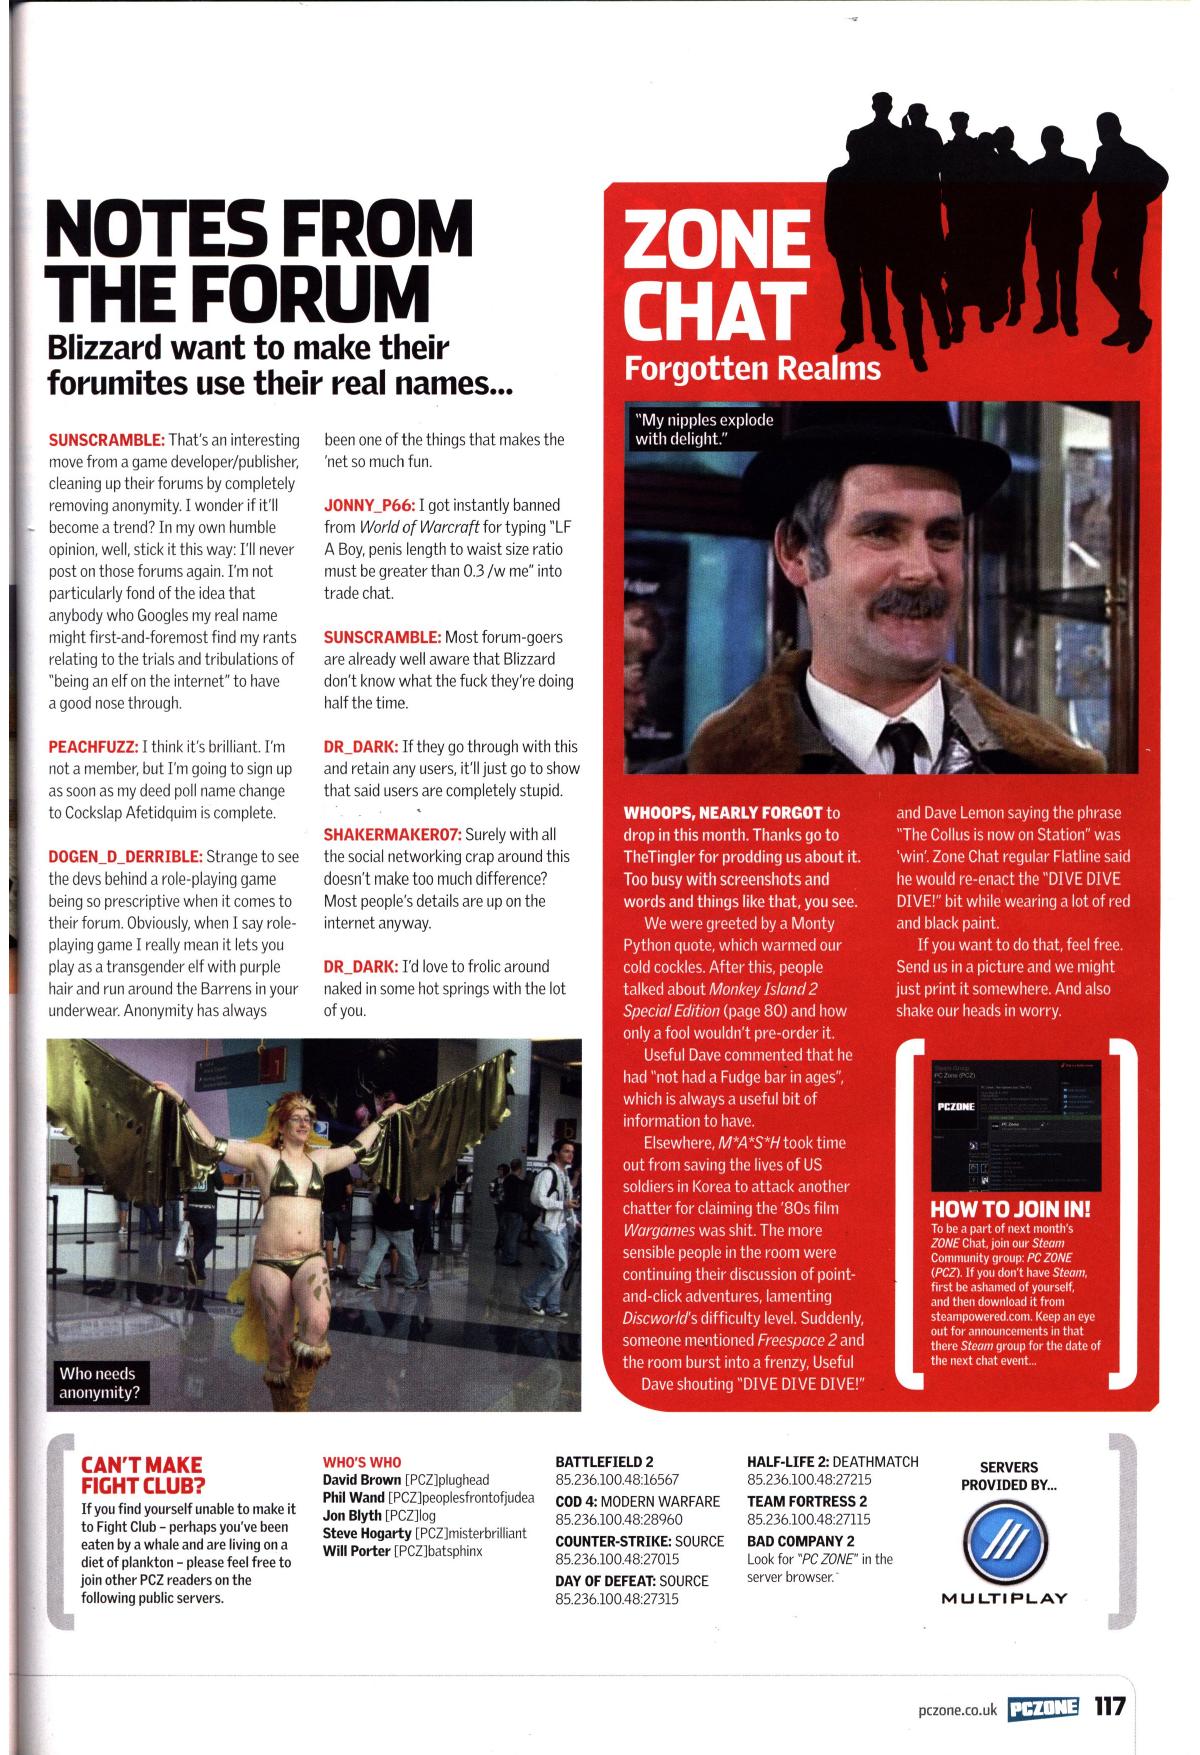 NOTES FROM
THE FORUM
Blizzard want to make their
forumites use their real names...
SUNSCRAMBLE: That's an interesting
move from a game developer/publisher,
cleaning up their forums by completely
removing anonymity. I wonder if it'll
become a trend? In my own humble
opinion, well, stick it this way: I'll never
post on those forums again. I'm not
particularly fond of the idea that
anybody who Googles my real name
might first-and-foremost find my rants
relating to the trials and tribulations of
"being an elf on the internet" to have
a good nose through.
PEACHFUZZ: I think it's brilliant. I'm
not a member, but I'm going to sign up
as soon as my deed poll name change
to Cockslap Afetidquim is complete.
DOGEN_D_DERRIBLE: Strange to see
the devs behind a role-playing game
being so prescriptive when it comes to
their forum. Obviously, when I say role-
playing game I really mean it lets you
play as a transgender elf with purple
hair and run around the Barrens in your
underwear. Anonymity has always
been one of the things that makes the
'net so much fun.
JONNY_P66: I got instantly banned
from World of Warcraft for typing "LF
A Boy, penis length to waist size ratio
must be greater than 0.3 /w me" into
trade chat.
SUNSCRAMBLE: Most forum-goers
are already well aware that Blizzard
don't know what the fuck they're doing
half the time.
DR_DARK: If they go through with this
and retain any users, it'll just go to show
that said users are completely stupid.
SHAKERMAKER07: Surely with all
the social networking crap around this
doesn't make too much difference?
Most people's details are up on the
internet anyway.
DR_DARK: I'd love to frolic around
naked in some hot springs with the lot
of you.
Who needs
anonymity?
ZONE
CHAT
Forgotten Realms
"My nipples explode
with delight."
WHOOPS, NEARLY FORGOT to
drop in this month. Thanks go to
TheTingler for prodding us about it.
Too busy with screenshots and
words and things like that, you see.
We were greeted by a Monty
Python quote, which warmed our
cold cockles. After this, people
talked about Monkey Island 2
Special Edition (page 80) and how
only a fool wouldn't pre-order it.
Useful Dave commented that he
had "not had a Fudge bar in ages",
which is always a useful bit of
information to have.
Elsewhere, M*A*S*H took time
out from saving the lives of US
soldiers in Korea to attack another
chatter for claiming the '80s film
Wargames was shit. The more
sensible people in the room were
continuing their discussion of point-
and-click adventures, lamenting
Discworld's difficulty level. Suddenly,
someone mentioned Freespace 2 and
the room burst into a frenzy, Useful
Dave shouting "DIVE DIVE DIVE!"
and Dave Lemon saying the phrase
"The Collus is now on Station" was
'win'. Zone Chat regular Flatline said
he would re-enact the "DIVE DIVE
DIVE!" bit while wearing a lot of red
and black paint.
If you want to do that, feel free.
Send us in a picture and we might
just print it somewhere. And also
shake our heads in worry.
PC Zone (PCZ)
PCZONE
HOW TO JOIN IN!
To be a part of next month's
ZONE Chat, join our Steam
Community group: PC ZONE
(PCZ). If you don't have Steam,
first be ashamed of yourself,
and then download it from
steampowered.com. Keep an eye
out for announcements in that
there Steam group for the date of
the next chat event...
CAN'T MAKE
FIGHT CLUB?
If you find yourself unable to make it
to Fight Club – perhaps you've been
eaten by a whale and are living on a
diet of plankton – please feel free to
join other PCZ readers on the
following public servers.
WHO'S WHO
David Brown [PCZ]plughead
Phil Wand [PCZ]peoplesfrontofjudea
Jon Blyth [PCZ]log
Steve Hogarty [PCZ]misterbrilliant
Will Porter [PCZ]batsphinx
BATTLEFIELD 2
85.236.100.48:16567
COD 4: MODERN WARFARE
85.236.100.48:28960
COUNTER-STRIKE: SOURCE
85.236.100.48:27015
DAY OF DEFEAT: SOURCE
85.236.100.48:27315
HALF-LIFE 2: DEATHMATCH
85.236.100.48:27215
TEAM FORTRESS 2
85.236.100.48:27115
BAD COMPANY 2
Look for "PC ZONE" in the
server browser.
SERVERS
PROVIDED BY...
MULTIPLAY
pczone.co.uk PCZONE 117